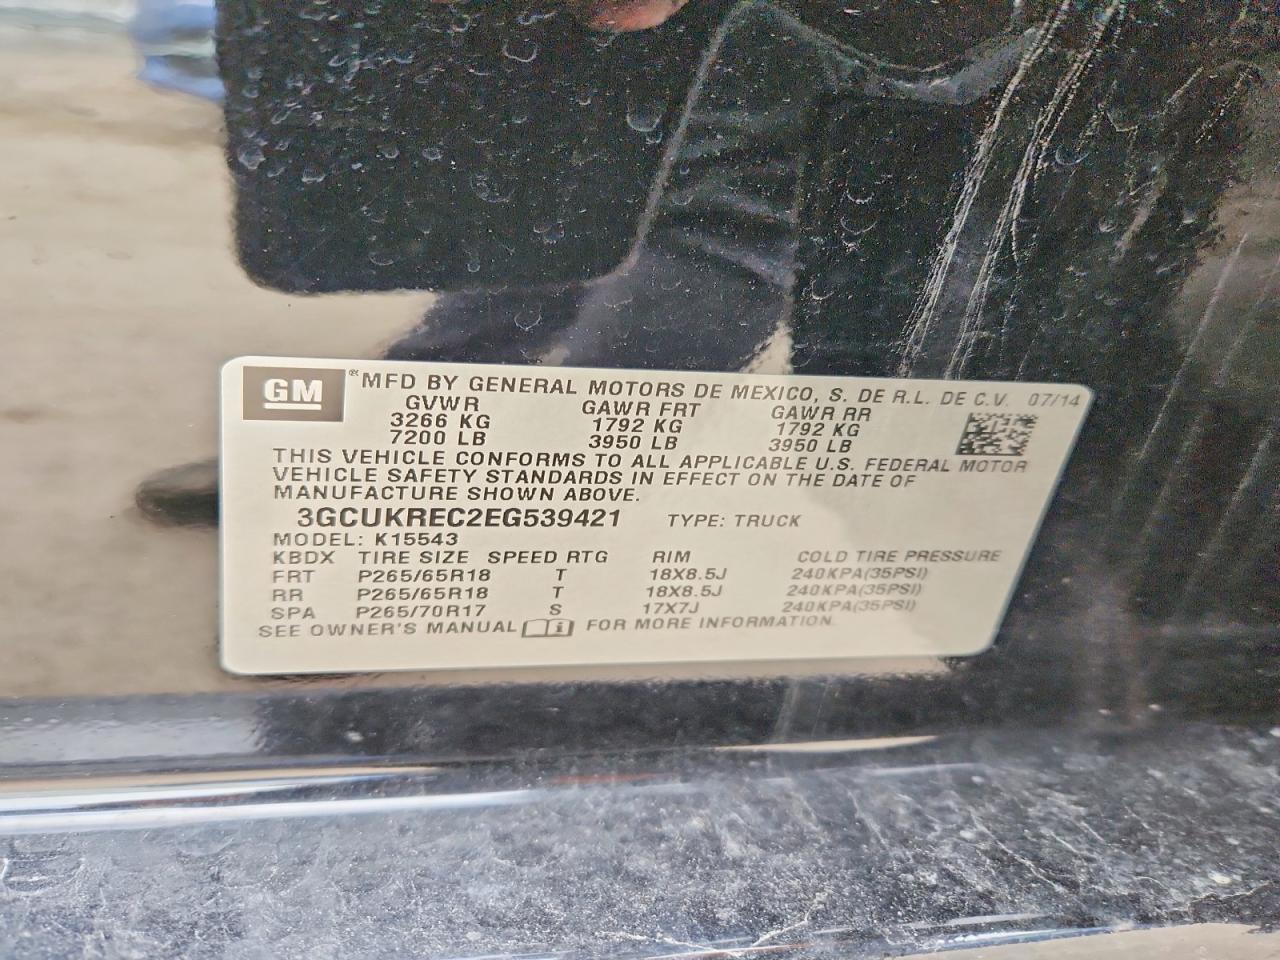 GM ® MFD BY GENERAL MOTORS DE MEXICO, S. DE R.L. DE C.V. 07/14
GVWR GAWR FRT GAWR RR
3266 KG 1792 KG 1792 KG
7200 LB 3950 LB 3950 LB
THIS VEHICLE CONFORMS TO ALL APPLICABLE U.S. FEDERAL MOTOR
VEHICLE SAFETY STANDARDS IN EFFECT ON THE DATE OF
MANUFACTURE SHOWN ABOVE.
3GCUKREC2EG539421 TYPE: TRUCK
MODEL: K15543
KBDX TIRE SIZE SPEED RTG RIM COLD TIRE PRESSURE
FRT P265/65R18 T 18X8.5J 240KPA(35PSI)
RR P265/65R18 T 18X8.5J 240KPA(35PSI)
SPA P265/70R17 S 17X7J 240KPA(35PSI)
SEE OWNER'S MANUAL i FOR MORE INFORMATION.